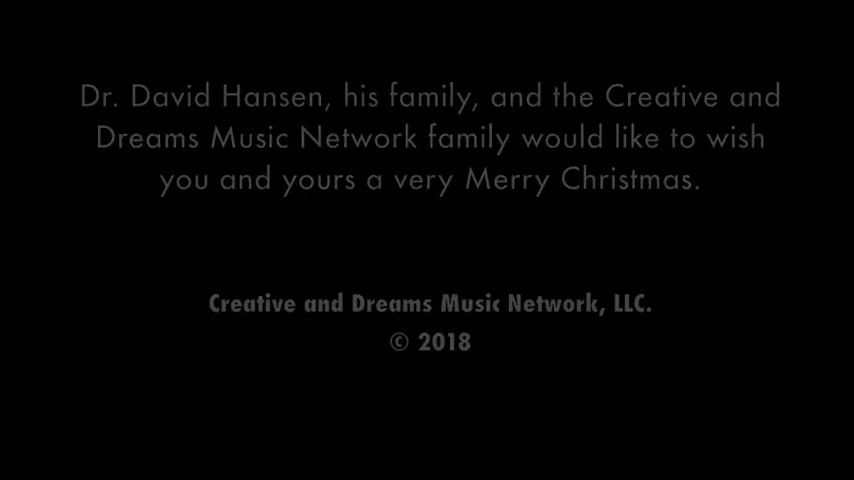 Dr. David Hansen, his family, and the Creative and
Dreams Music Network family would like to wish
you and yours a very Merry Christmas.
Creative and Dreams Music Network, LLC.
© 2018